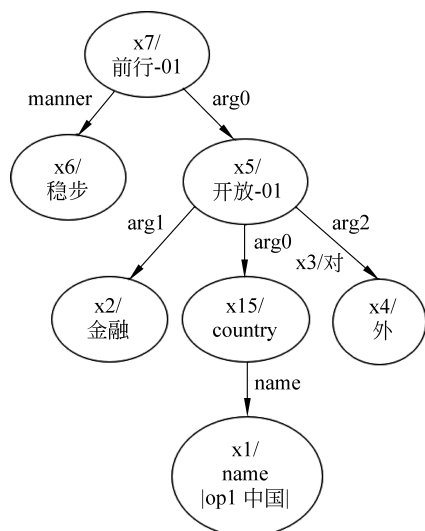 x7/
前行-01
manner
arg0
x6/
稳步
x5/
开放-01
arg1
arg0
arg2
x3/对
x2/
金融
x15/
country
x4/
外
name
x1/
name
|op1 中国|